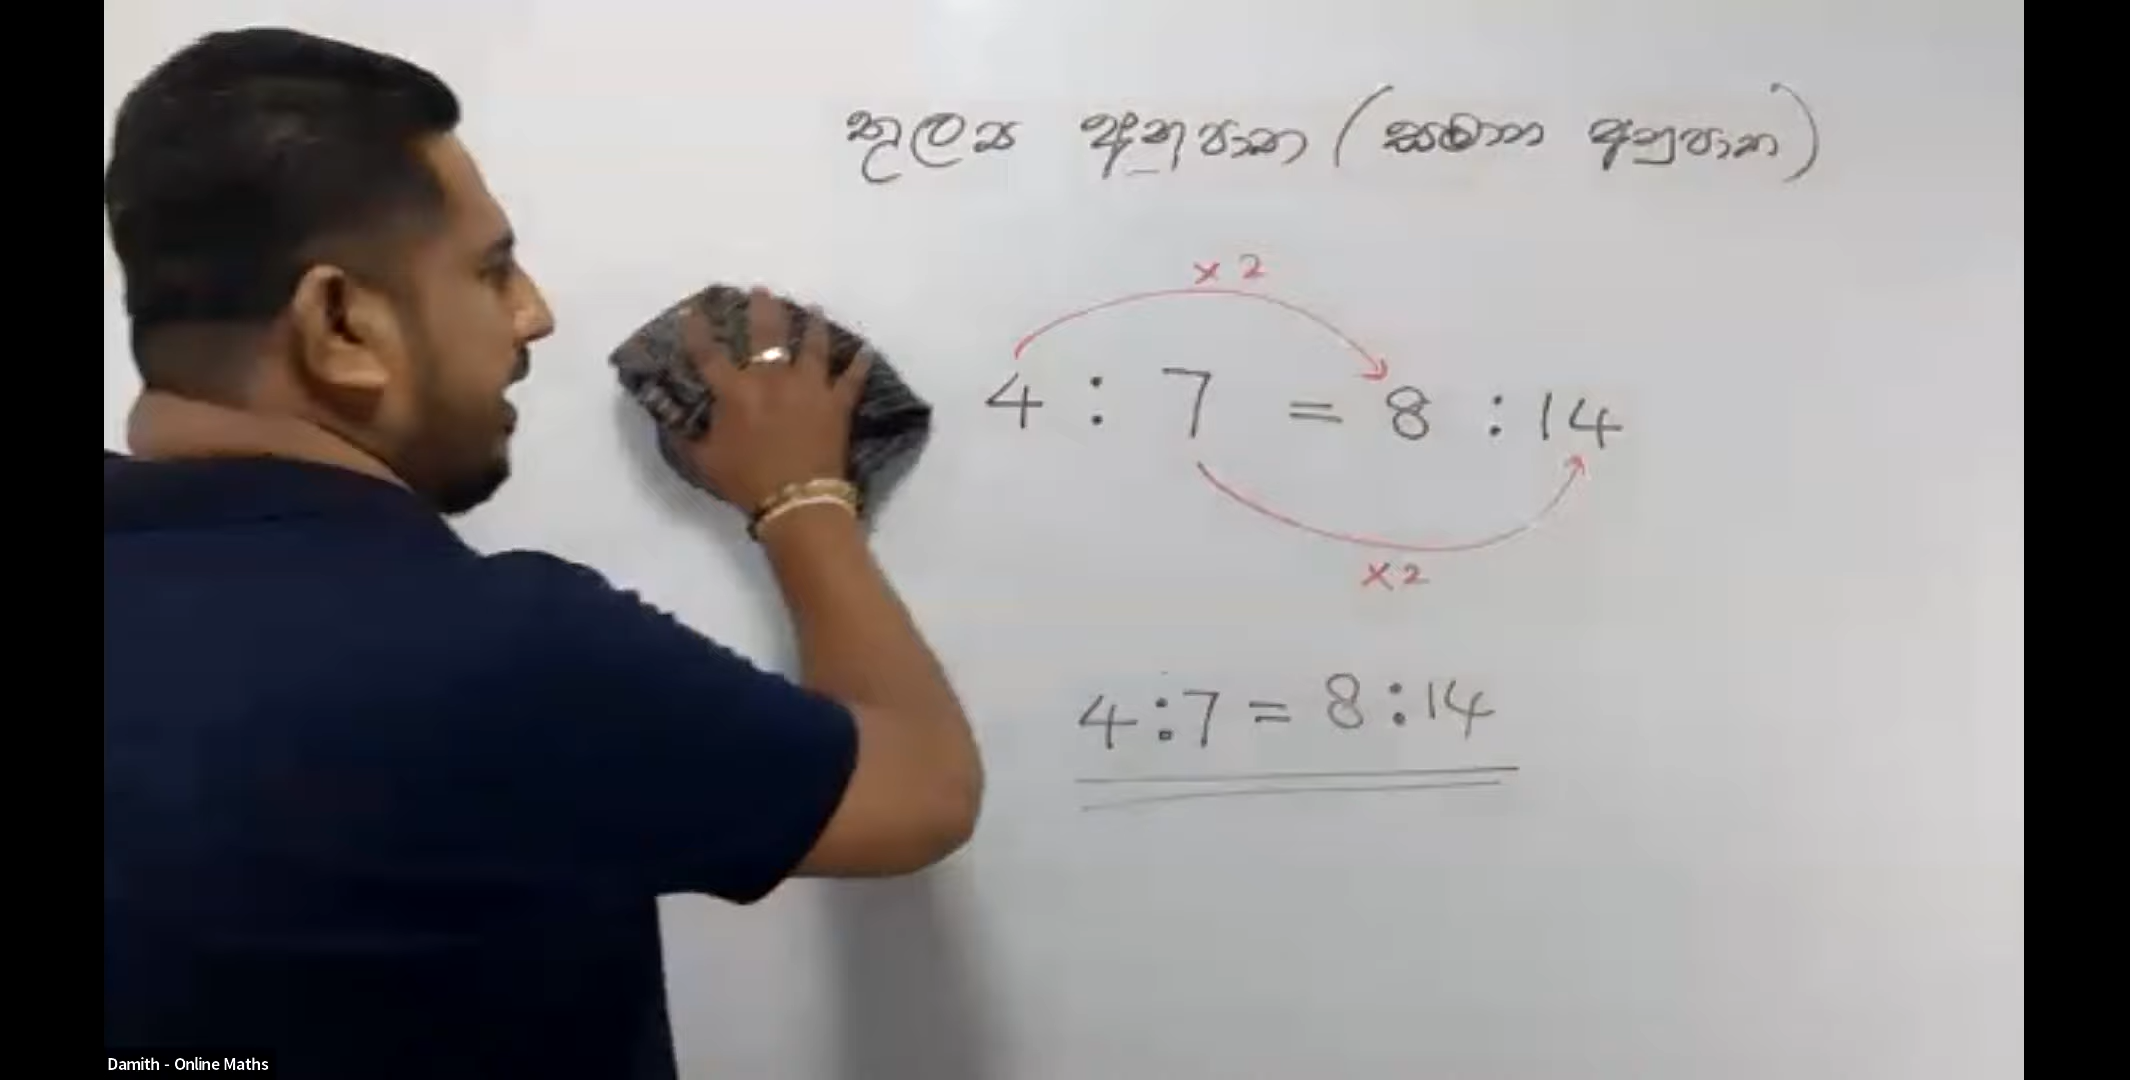 තුල්‍ය අනුපාත (සමාන අනුපාත)
× 2
4 : 7 = 8 : 14
× 2
4 : 7 = 8 : 14
Damith - Online Maths